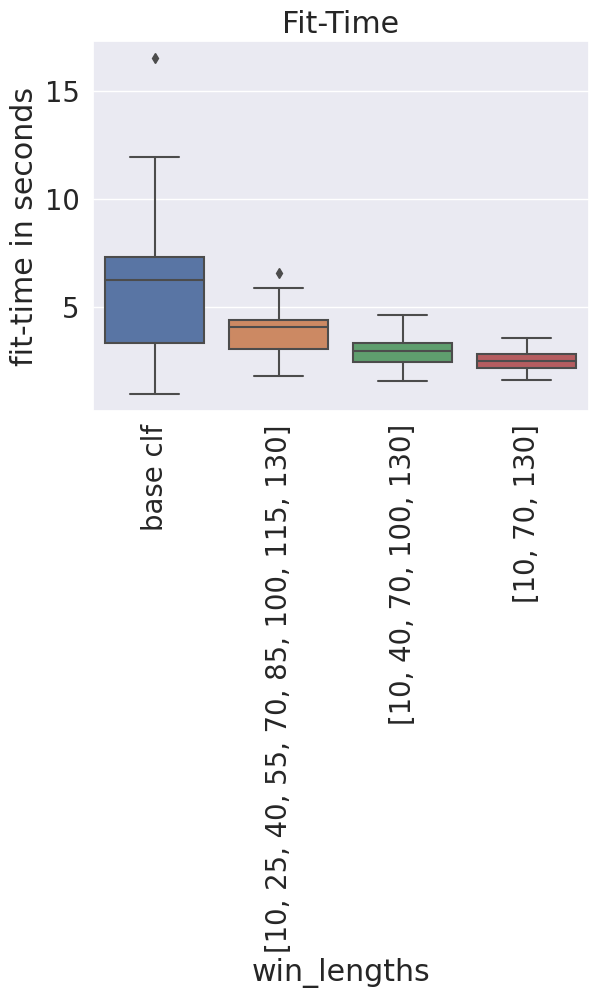 Fit-Time
fit-time in seconds
15
10
5
base clf
[10, 25, 40, 55, 70, 85, 100, 115, 130]
[10, 40, 70, 100, 130]
[10, 70, 130]
win_lengths